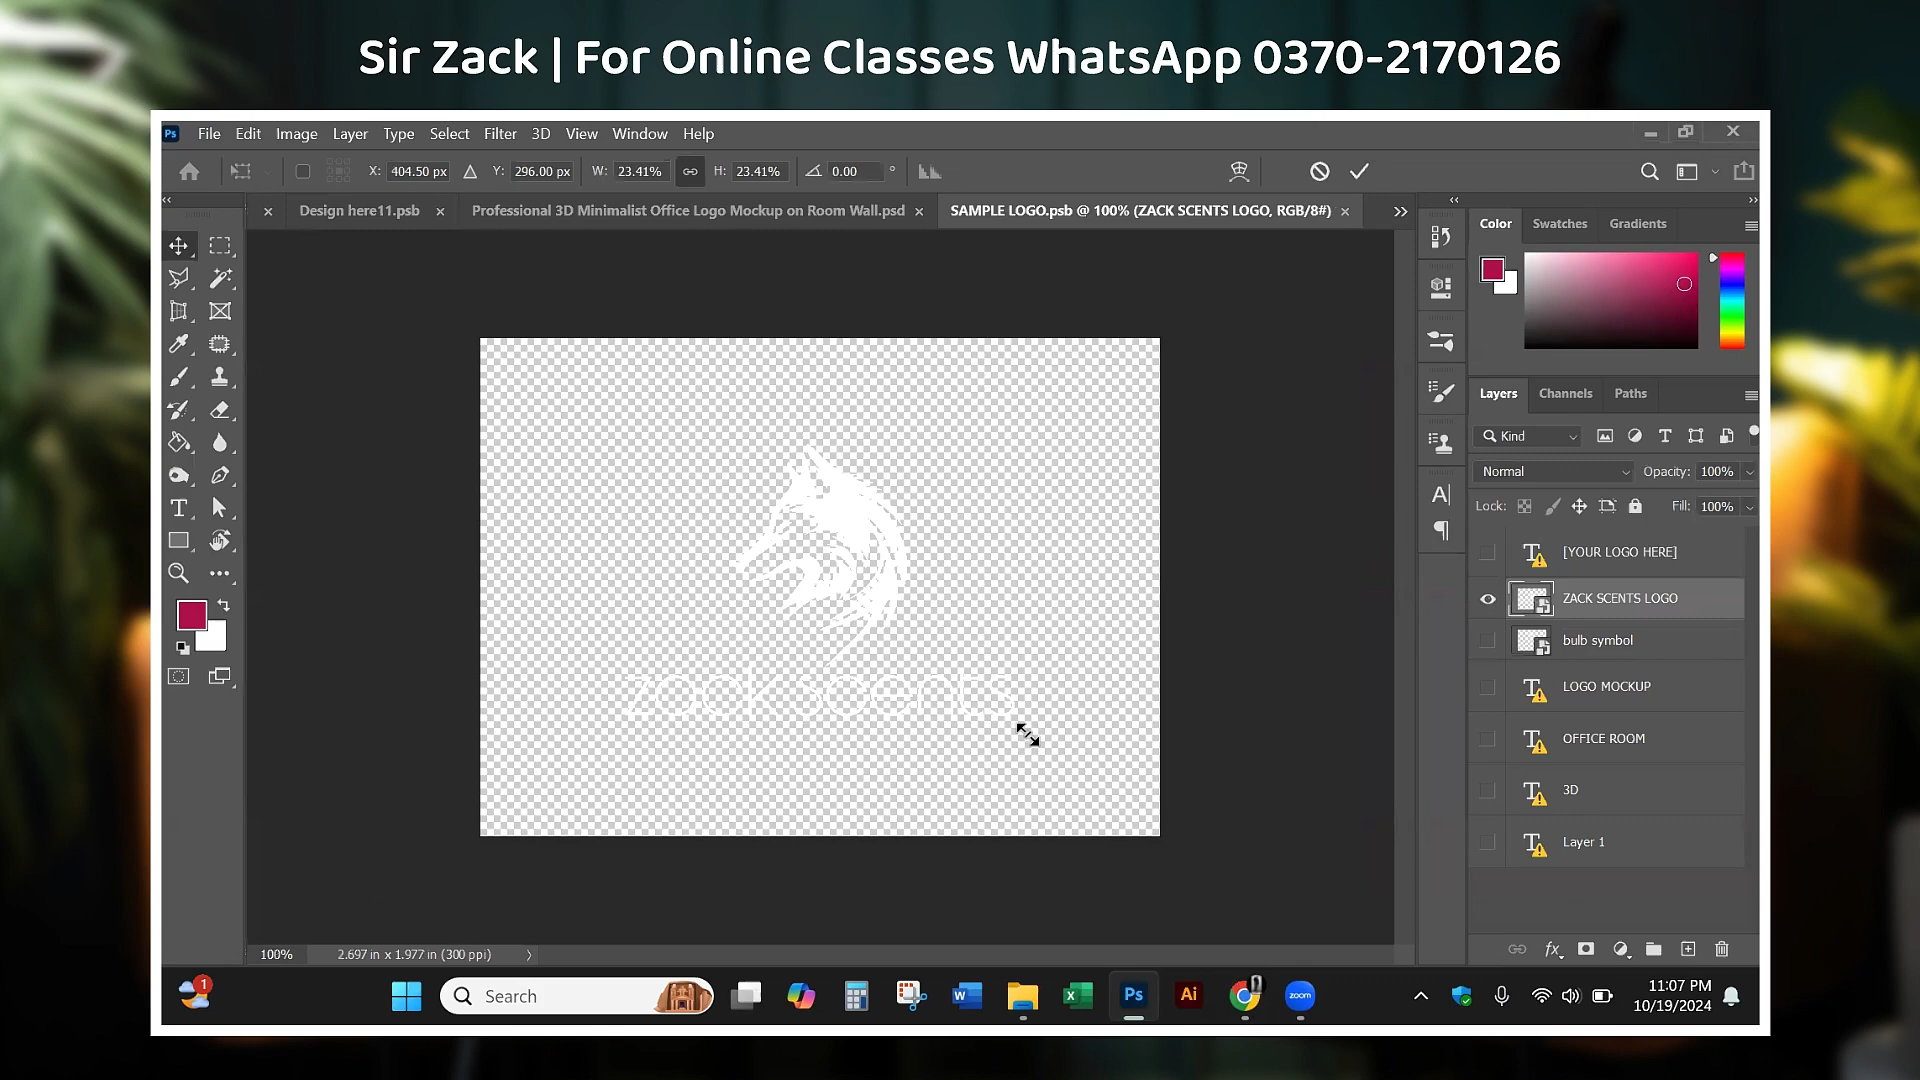 Sir Zack | For Online Classes WhatsApp 0370-2170126
Ps File Edit Image Layer Type Select Filter 3D View Window Help
X: 404.50 px Y: 296.00 px W: 23.41% H: 23.41% 0.00 °
Design here11.psb Professional 3D Minimalist Office Logo Mockup on Room Wall.psd SAMPLE LOGO.psb @ 100% (ZACK SCENTS LOGO, RGB/8#)
Color Swatches Gradients
Layers Channels Paths
Kind
Normal Opacity: 100%
Lock: Fill: 100%
[YOUR LOGO HERE]
ZACK SCENTS LOGO
bulb symbol
LOGO MOCKUP
OFFICE ROOM
3D
Layer 1
zack scents
100% 2.697 in x 1.977 in (300 ppi)
1 Search Ps Ai zoom
11:07 PM
10/19/2024